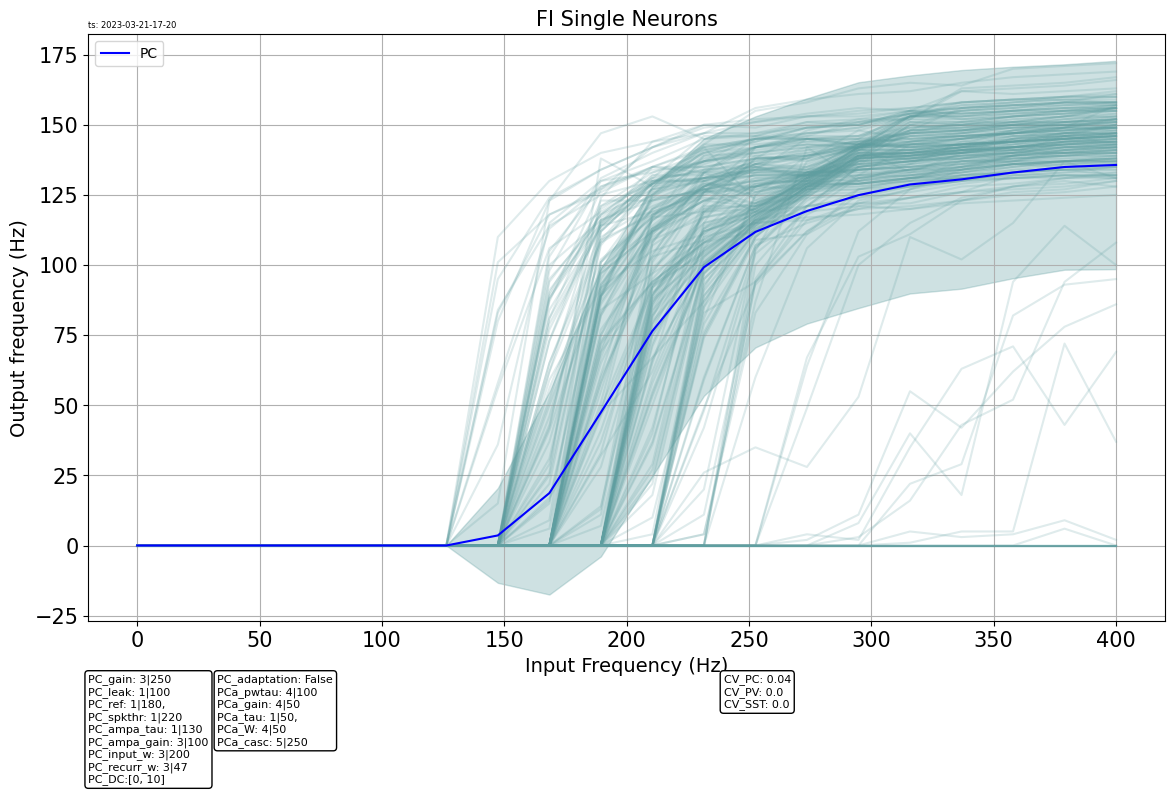 FI Single Neurons
ts: 2023-03-21-17-20
PC
175
150
125
100
75
50
25
0
−25
Output frequency (Hz)
0 50 100 150 200 250 300 350 400
Input Frequency (Hz)
PC_gain: 3|250
PC_leak: 1|100
PC_ref: 1|180,
PC_spkthr: 1|220
PC_ampa_tau: 1|130
PC_ampa_gain: 3|100
PC_input_w: 3|200
PC_recurr_w: 3|47
PC_DC:[0, 10]
PC_adaptation: False
PCa_pwtau: 4|100
PCa_gain: 4|50
PCa_tau: 1|50,
PCa_W: 4|50
PCa_casc: 5|250
CV_PC: 0.04
CV_PV: 0.0
CV_SST: 0.0